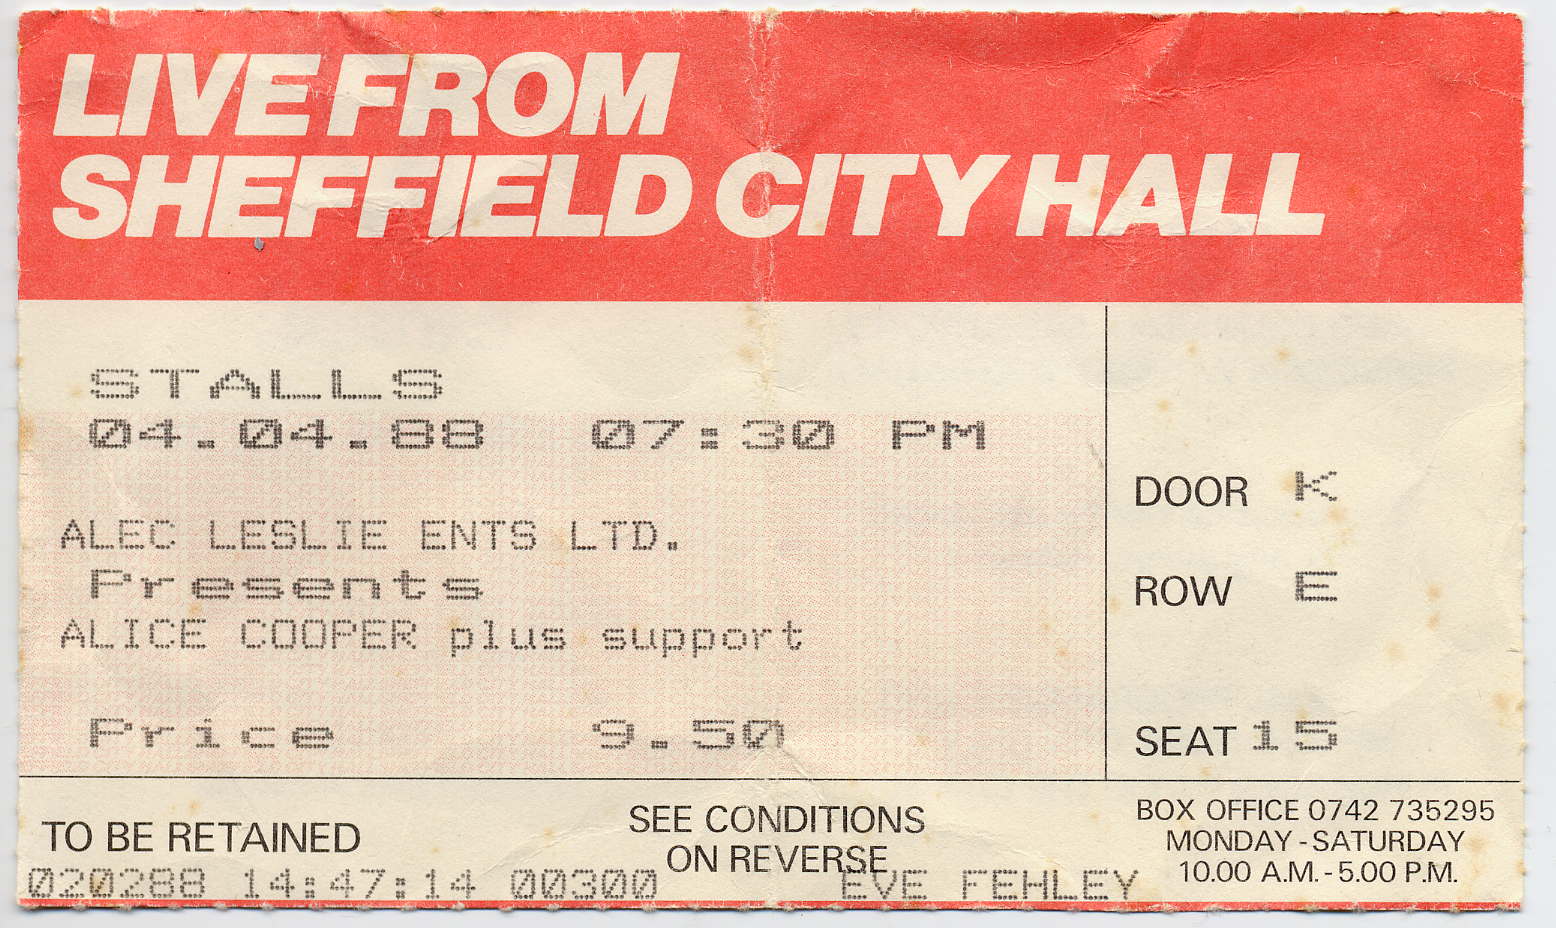 LIVE FROM
SHEFFIELD CITY HALL
STALLS
04.04.88 07:30 PM
ALEC LESLIE ENTS LTD.
Presents
ALICE COOPER plus support
Price 9.50
DOOR K
ROW E
SEAT 15
TO BE RETAINED
SEE CONDITIONS
ON REVERSE
BOX OFFICE 0742 735295
MONDAY - SATURDAY
10.00 A.M. - 5.00 P.M.
020288 14:47:14 00300 EVE FEHLEY